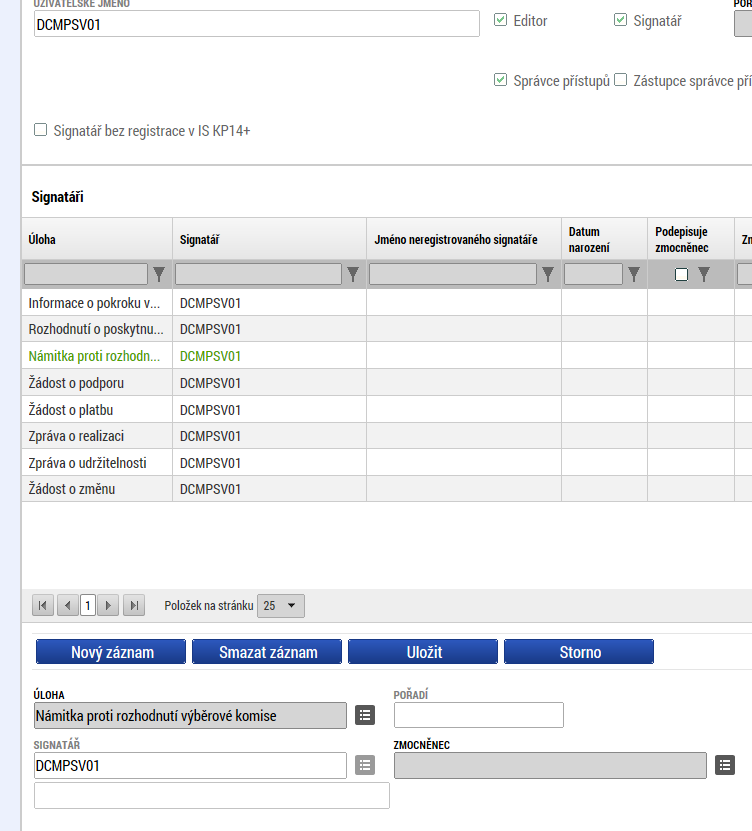 UŽIVATELSKÉ JMÉNO
DCMPSV01
Editor
Signatář
Správce přístupů
Zástupce správce pří
Signatář bez registrace v IS KP14+
Signatáři
Úloha Signatář Jméno neregistrovaného signatáře Datum narození Podepisuje zmocněnec
Informace o pokroku v... DCMPSV01
Rozhodnutí o poskytnu... DCMPSV01
Námitka proti rozhodn... DCMPSV01
Žádost o podporu DCMPSV01
Žádost o platbu DCMPSV01
Zpráva o realizaci DCMPSV01
Zpráva o udržitelnosti DCMPSV01
Žádost o změnu DCMPSV01
1 Položek na stránku 25
Nový záznam Smazat záznam Uložit Storno
ÚLOHA POŘADÍ
Námitka proti rozhodnutí výběrové komise
SIGNATÁŘ ZMOCNĚNEC
DCMPSV01